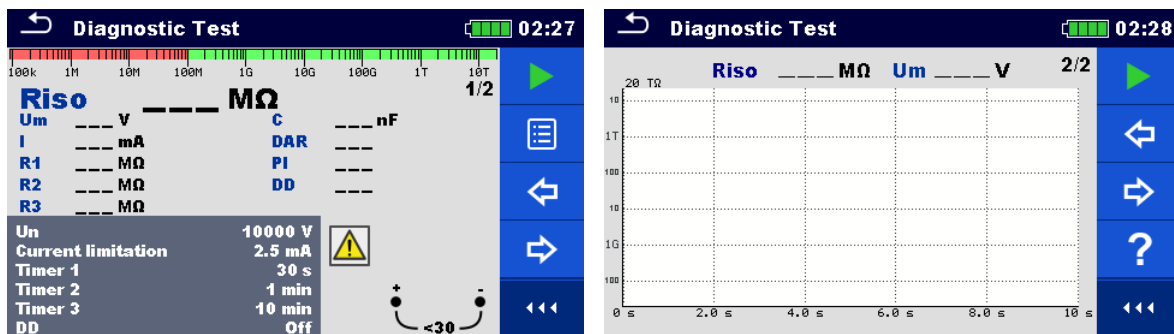 Diagnostic Test 02:27
100k 1M 10M 100M 1G 10G 100G 1T 10T
1/2
Riso ___ MΩ
Um ___ V C ___ nF
I ___ mA DAR ___
R1 ___ MΩ PI ___
R2 ___ MΩ DD ___
R3 ___ MΩ
Un 10000 V
Current limitation 2.5 mA
Timer 1 30 s
Timer 2 1 min
Timer 3 10 min
DD Off
+ -
<30
Diagnostic Test 02:28
Riso ___ MΩ Um ___ V 2/2
20 TΩ
10
1T
100
10
1G
100
0 s 2.0 s 4.0 s 6.0 s 8.0 s 10 s
?